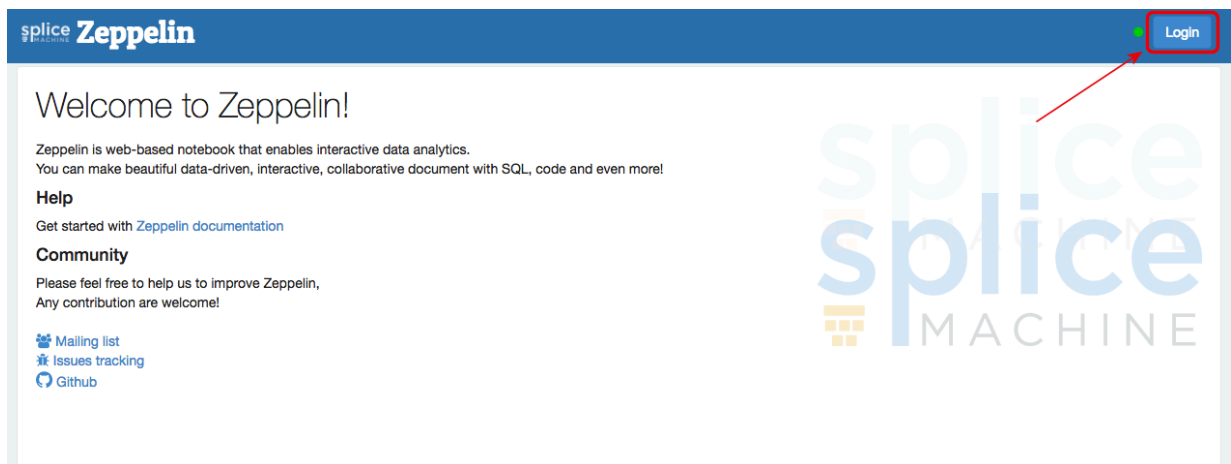 splice MACHINE Zeppelin
Login
Welcome to Zeppelin!
Zeppelin is web-based notebook that enables interactive data analytics.
You can make beautiful data-driven, interactive, collaborative document with SQL, code and even more!
Help
Get started with Zeppelin documentation
Community
Please feel free to help us to improve Zeppelin,
Any contribution are welcome!
Mailing list
Issues tracking
Github
splice
MACHINE
splice
MACHINE